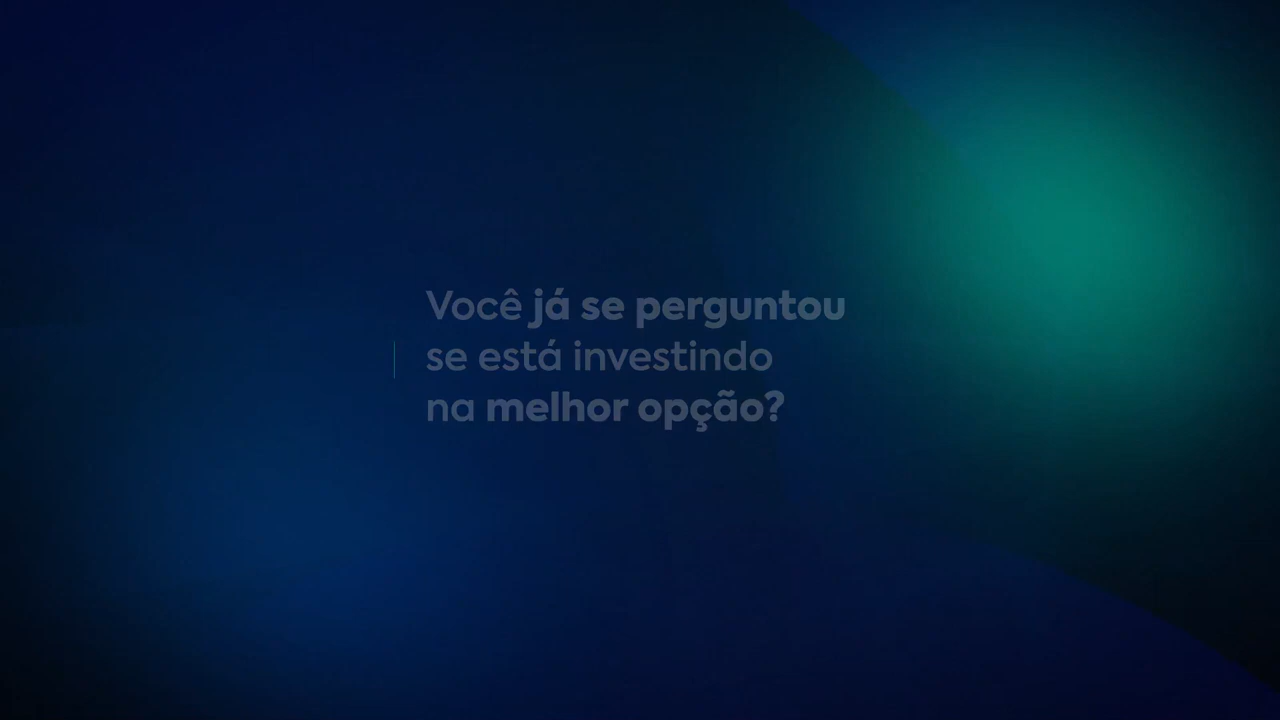 Você já se perguntou
se está investindo
na melhor opção?